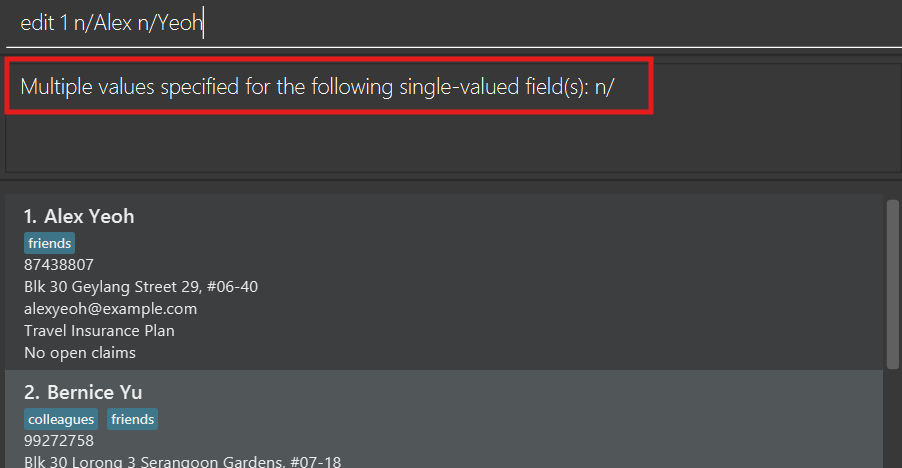 edit 1 n/Alex n/Yeoh
Multiple values specified for the following single-valued field(s): n/
1. Alex Yeoh
friends
87438807
Blk 30 Geylang Street 29, #06-40
alexyeoh@example.com
Travel Insurance Plan
No open claims
2. Bernice Yu
colleagues friends
99272758
Blk 30 Lorong 3 Serangoon Gardens, #07-18